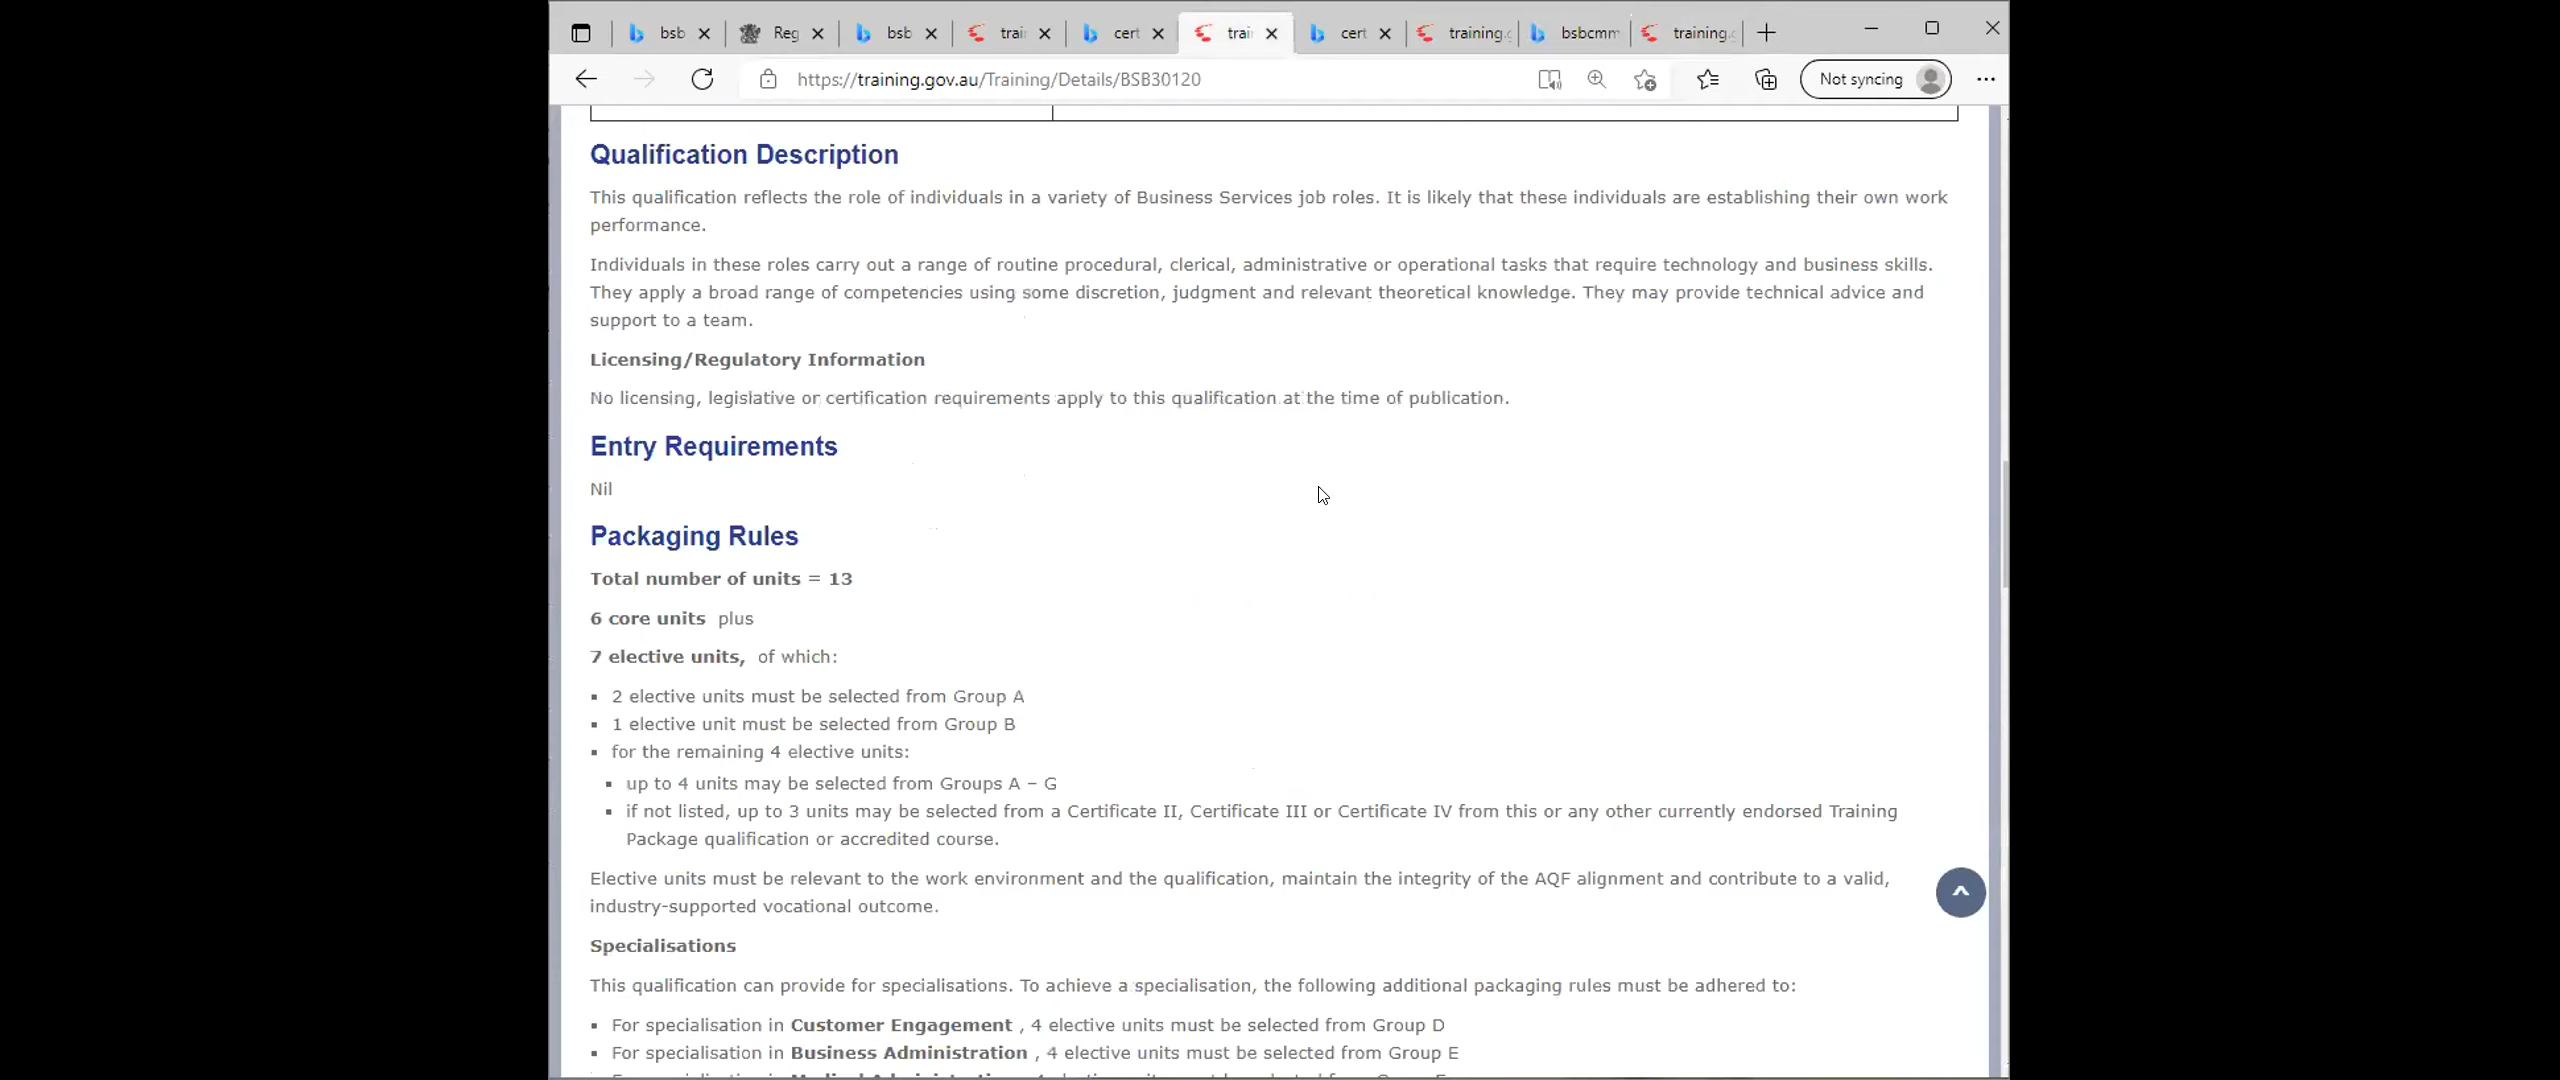 bsb
Reg
bsb
trai
cert
trai
cert
training.g
bsbcmm
training.
https://training.gov.au/Training/Details/BSB30120
Not syncing
Qualification Description
This qualification reflects the role of individuals in a variety of Business Services job roles. It is likely that these individuals are establishing their own work
performance.
Individuals in these roles carry out a range of routine procedural, clerical, administrative or operational tasks that require technology and business skills.
They apply a broad range of competencies using some discretion, judgment and relevant theoretical knowledge. They may provide technical advice and
support to a team.
Licensing/Regulatory Information
No licensing, legislative or certification requirements apply to this qualification at the time of publication.
Entry Requirements
Nil
Packaging Rules
Total number of units = 13
6 core units plus
7 elective units, of which:
▪ 2 elective units must be selected from Group A
▪ 1 elective unit must be selected from Group B
▪ for the remaining 4 elective units:
▪ up to 4 units may be selected from Groups A – G
▪ if not listed, up to 3 units may be selected from a Certificate II, Certificate III or Certificate IV from this or any other currently endorsed Training
Package qualification or accredited course.
Elective units must be relevant to the work environment and the qualification, maintain the integrity of the AQF alignment and contribute to a valid,
industry-supported vocational outcome.
Specialisations
This qualification can provide for specialisations. To achieve a specialisation, the following additional packaging rules must be adhered to:
▪ For specialisation in Customer Engagement , 4 elective units must be selected from Group D
▪ For specialisation in Business Administration , 4 elective units must be selected from Group E